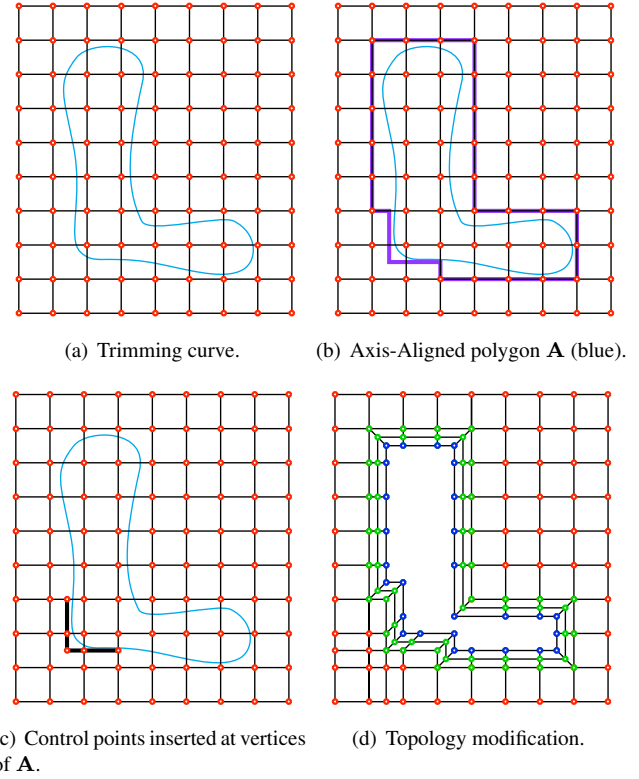 (a) Trimming curve.
(b) Axis-Aligned polygon A (blue).
c) Control points inserted at vertices
of A.
(d) Topology modification.